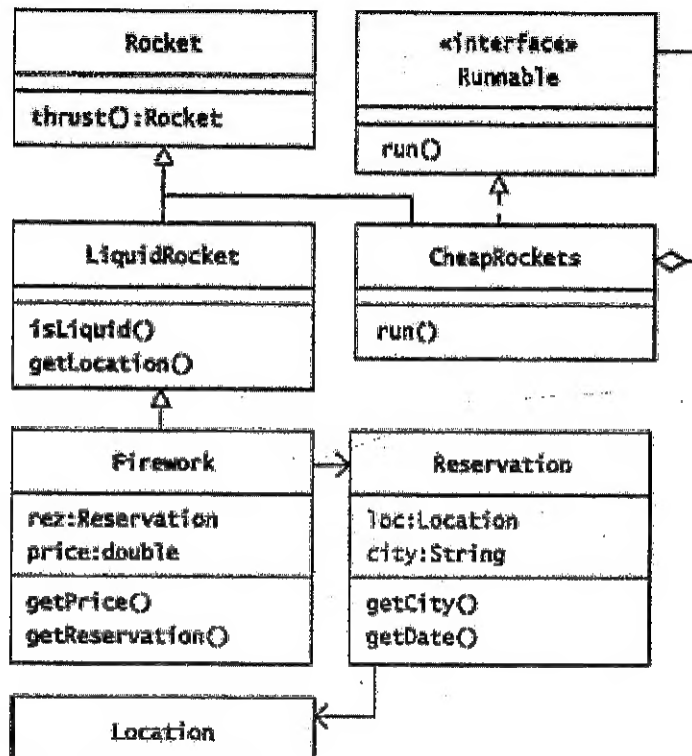 Rocket
thrust():Rocket
«interface»
Runnable
run()
LiquidRocket
isLiquid()
getLocation()
CheapRockets
run()
Firework
rez:Reservation
price:double
getPrice()
getReservation()
Reservation
loc:Location
city:String
getCity()
getDate()
Location